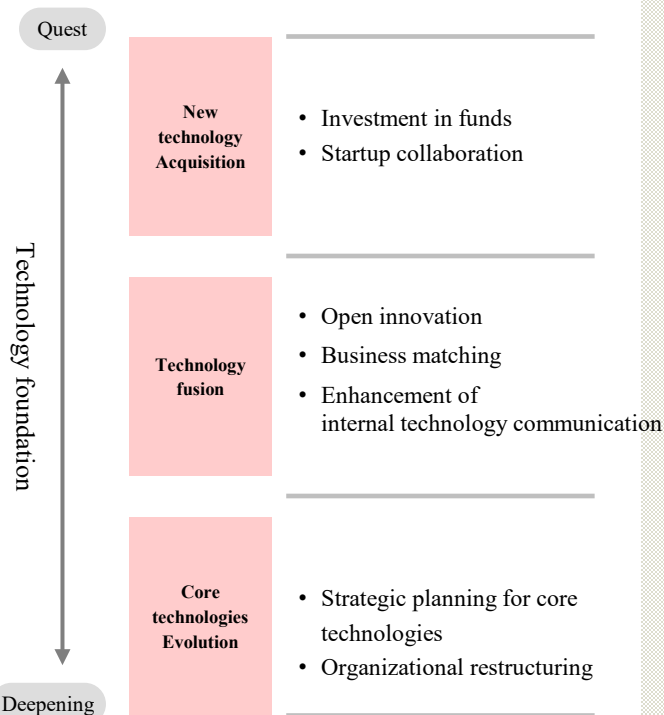 Quest
Technology foundation
New
technology
Acquisition
• Investment in funds
• Startup collaboration
Technology
fusion
• Open innovation
• Business matching
• Enhancement of
internal technology communication
Core
technologies
Evolution
• Strategic planning for core
technologies
• Organizational restructuring
Deepening